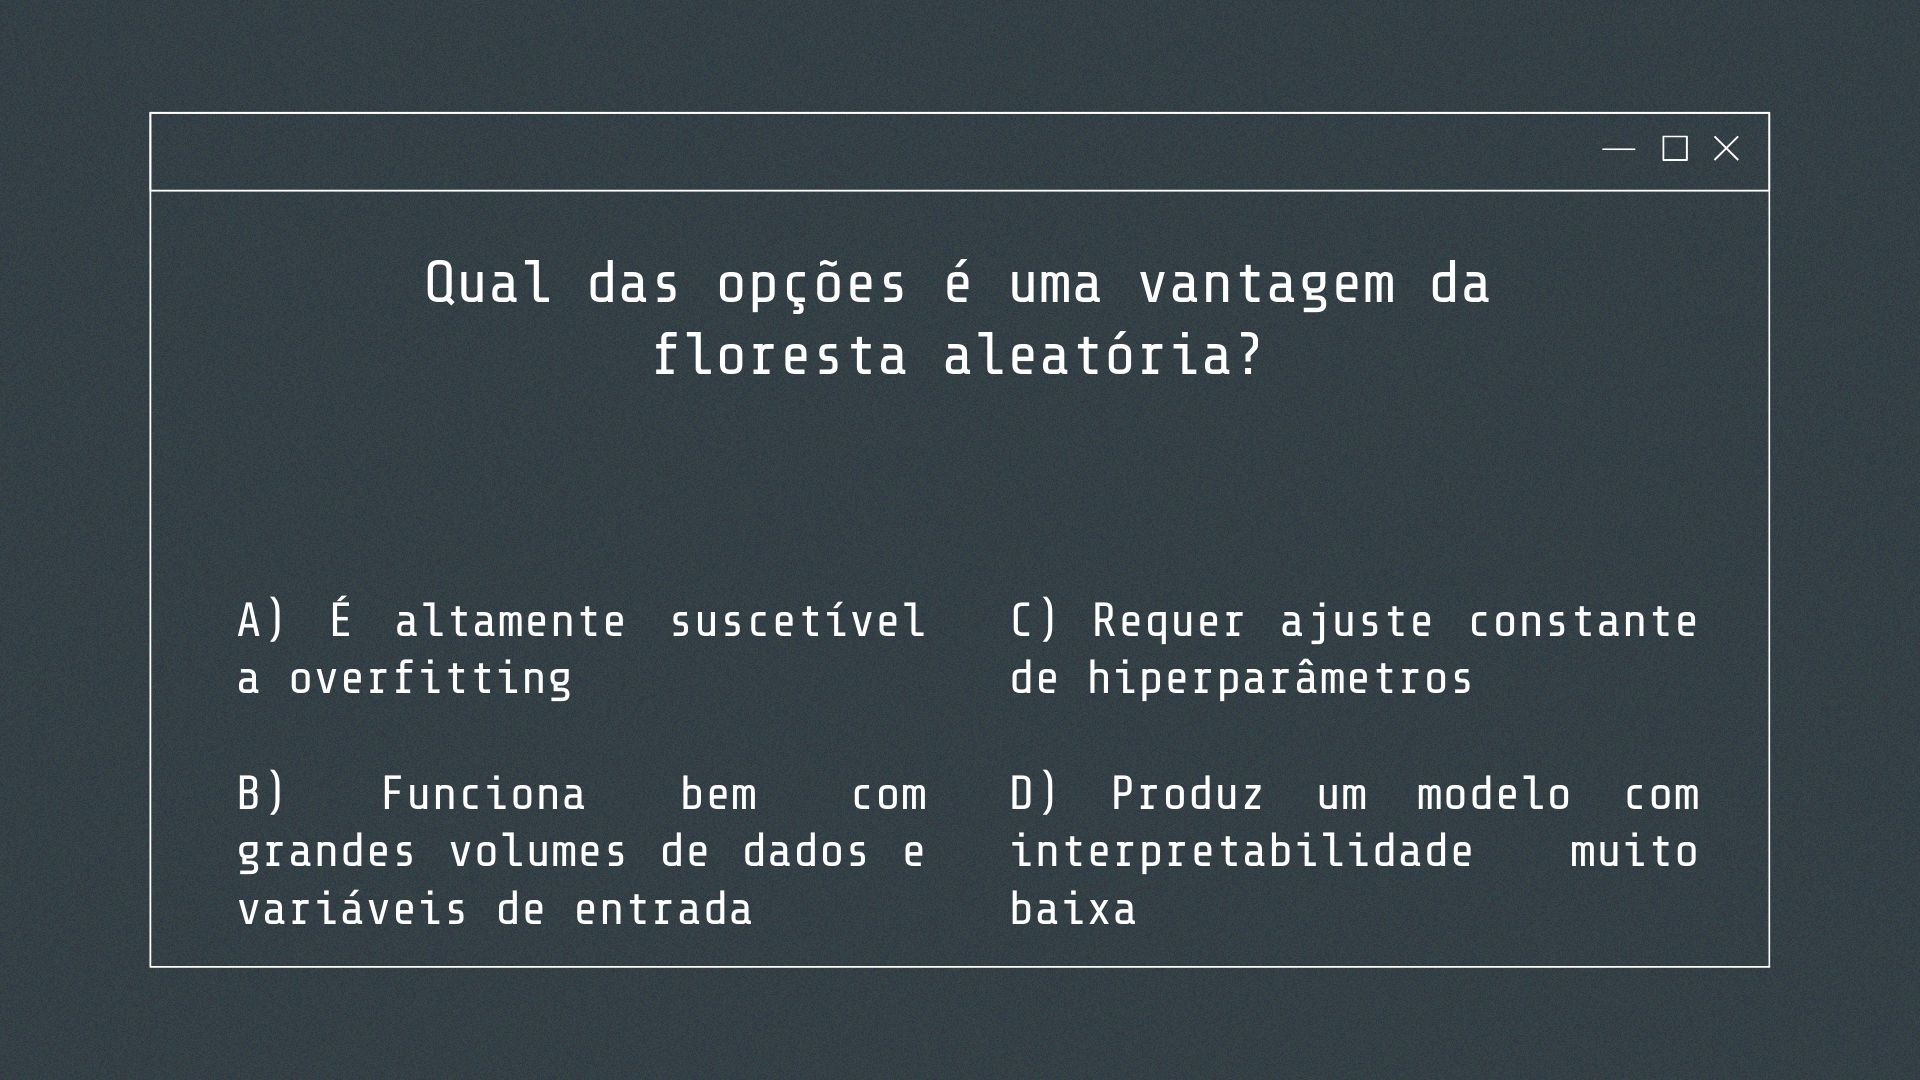 Qual das opções é uma vantagem da
floresta aleatória?
A) É altamente suscetível
a overfitting
B) Funciona bem com
grandes volumes de dados e
variáveis de entrada
C) Requer ajuste constante
de hiperparâmetros
D) Produz um modelo com
interpretabilidade muito
baixa